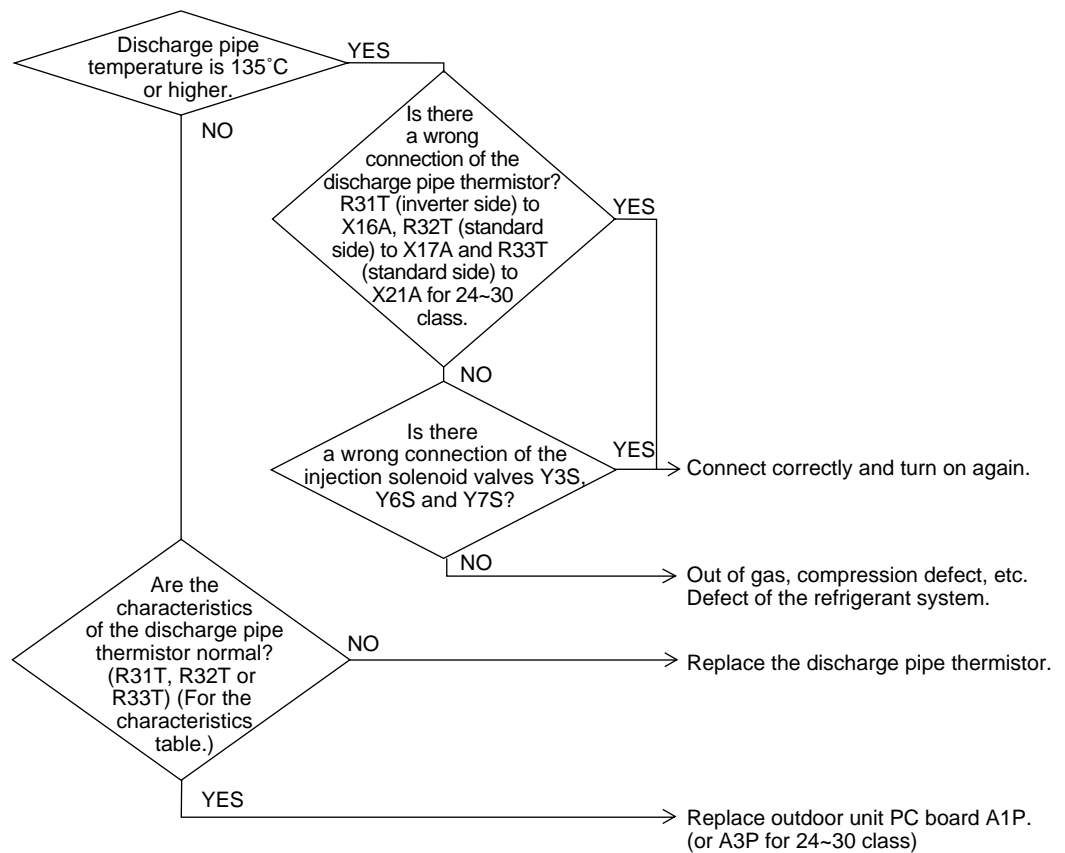 Discharge pipe
temperature is 135˚C
or higher.
YES
NO
Is there
a wrong
connection of the
discharge pipe thermistor?
R31T (inverter side) to
X16A, R32T (standard
side) to X17A and R33T
(standard side) to
X21A for 24~30
class.
YES
NO
Is there
a wrong connection of the
injection solenoid valves Y3S,
Y6S and Y7S?
YES
Connect correctly and turn on again.
NO
Out of gas, compression defect, etc.
Defect of the refrigerant system.
Are the
characteristics
of the discharge pipe
thermistor normal?
(R31T, R32T or
R33T) (For the
characteristics
table.)
NO
Replace the discharge pipe thermistor.
YES
Replace outdoor unit PC board A1P.
(or A3P for 24~30 class)